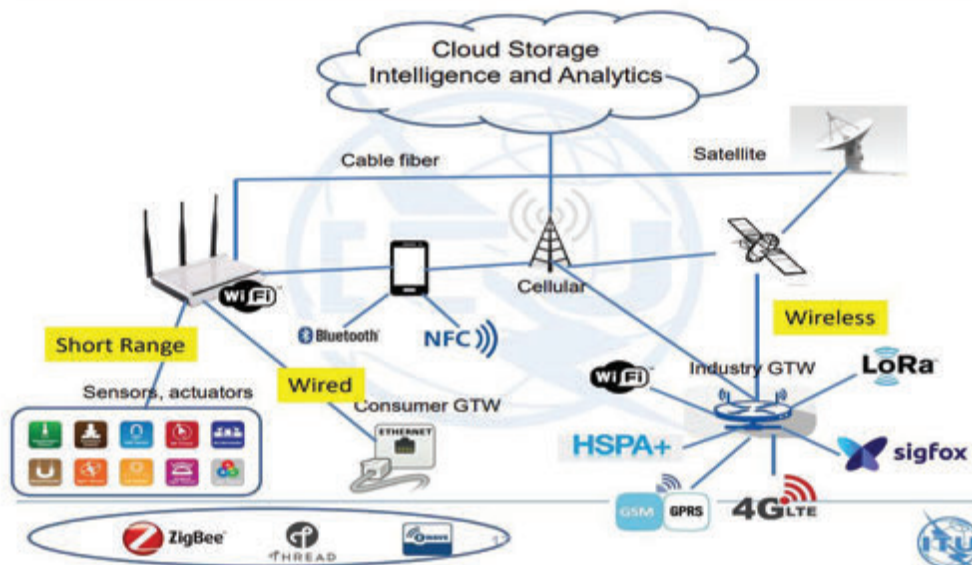 Cloud Storage
Intelligence and Analytics
Cable fiber
Satellite
WiFi
Cellular
Bluetooth
NFC
Wireless
Short Range
Industry GTW
LoRa
Sensors, actuators
Wired
Consumer GTW
WiFi
ETHERNET
HSPA+
sigfox
GSM
GPRS
4G LTE
ZigBee
THREAD
ITU